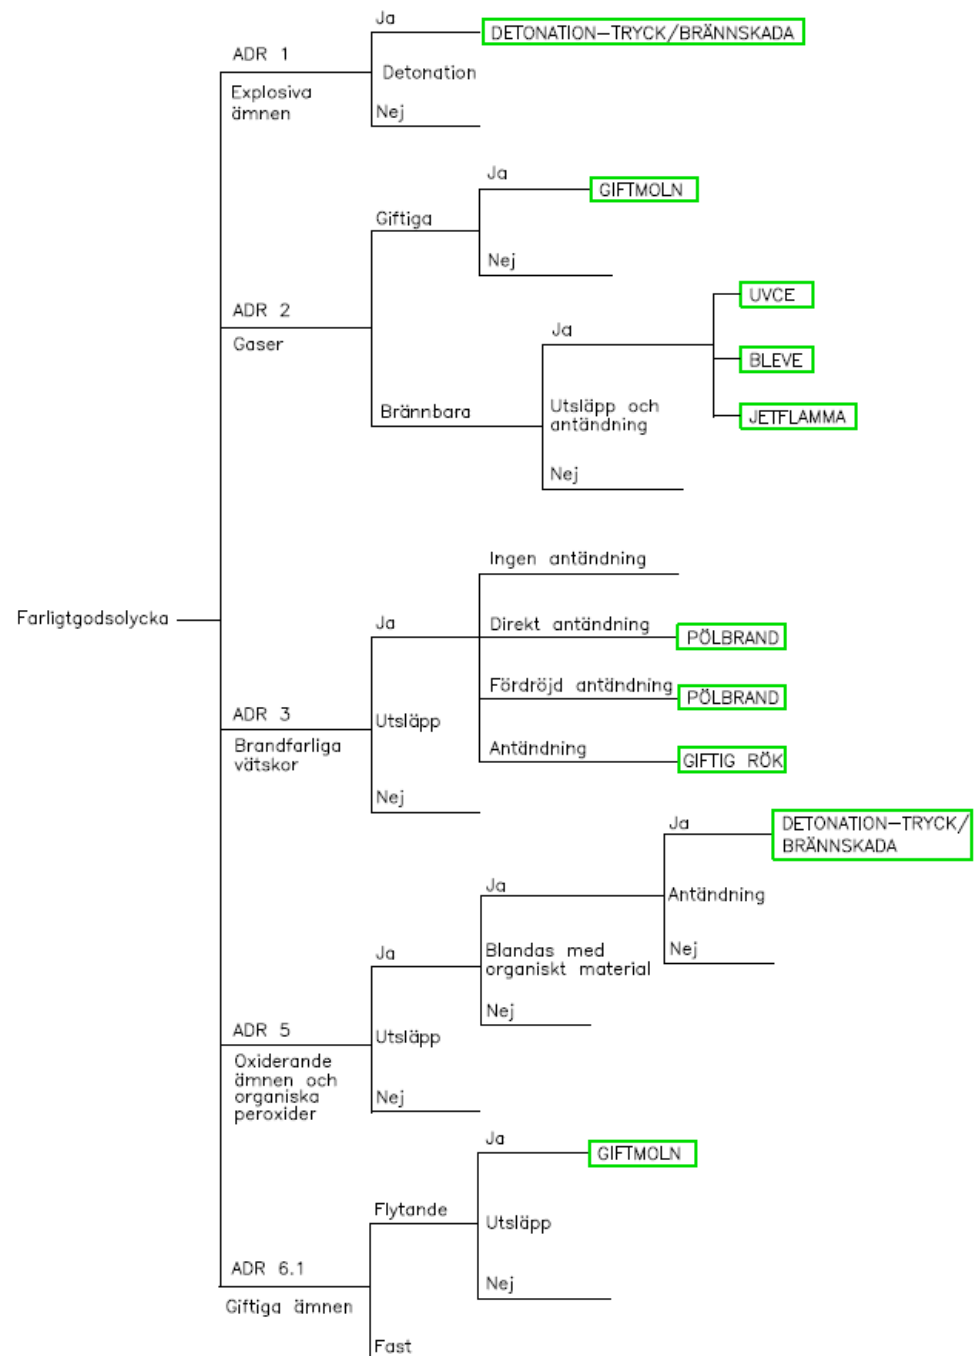 Ja
DETONATION-TRYCK/BRÄNNSKADA
ADR 1
Explosiva
ämnen
Detonation
Nej
Ja
GIFTMOLN
Giftiga
Nej
ADR 2
Gaser
UVCE
Ja
BLEVE
Brännbara
Utsläpp och
antändning
JETFLAMMA
Nej
Ingen antändning
Farligtgodsolycka
Ja
Direkt antändning
PÖLBRAND
Fördröjd antändning
PÖLBRAND
ADR 3
Brandfarliga
vätskor
Utsläpp
Antändning
GIFTIG RÖK
Nej
Ja
DETONATION-TRYCK/
BRÄNNSKADA
Ja
Antändning
Ja
Blandas med
organiskt material
Nej
Nej
ADR 5
Oxiderande
ämnen och
organiska
peroxider
Utsläpp
Nej
Ja
GIFTMOLN
Flytande
Utsläpp
ADR 6.1
Giftiga ämnen
Nej
Fast